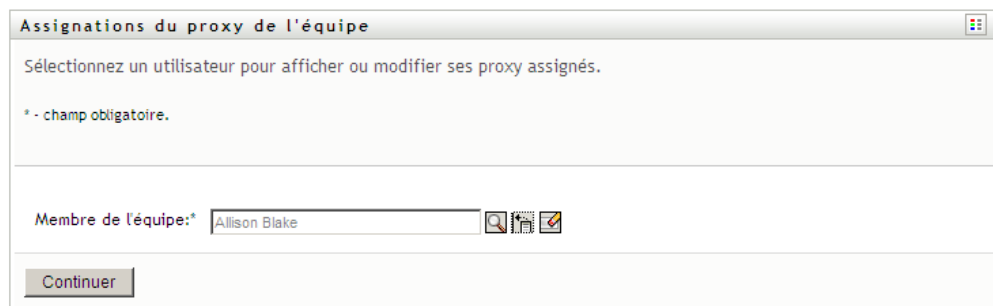 Assignations du proxy de l'équipe
Sélectionnez un utilisateur pour afficher ou modifier ses proxy assignés.
* - champ obligatoire.
Membre de l'équipe:* Allison Blake
Continuer